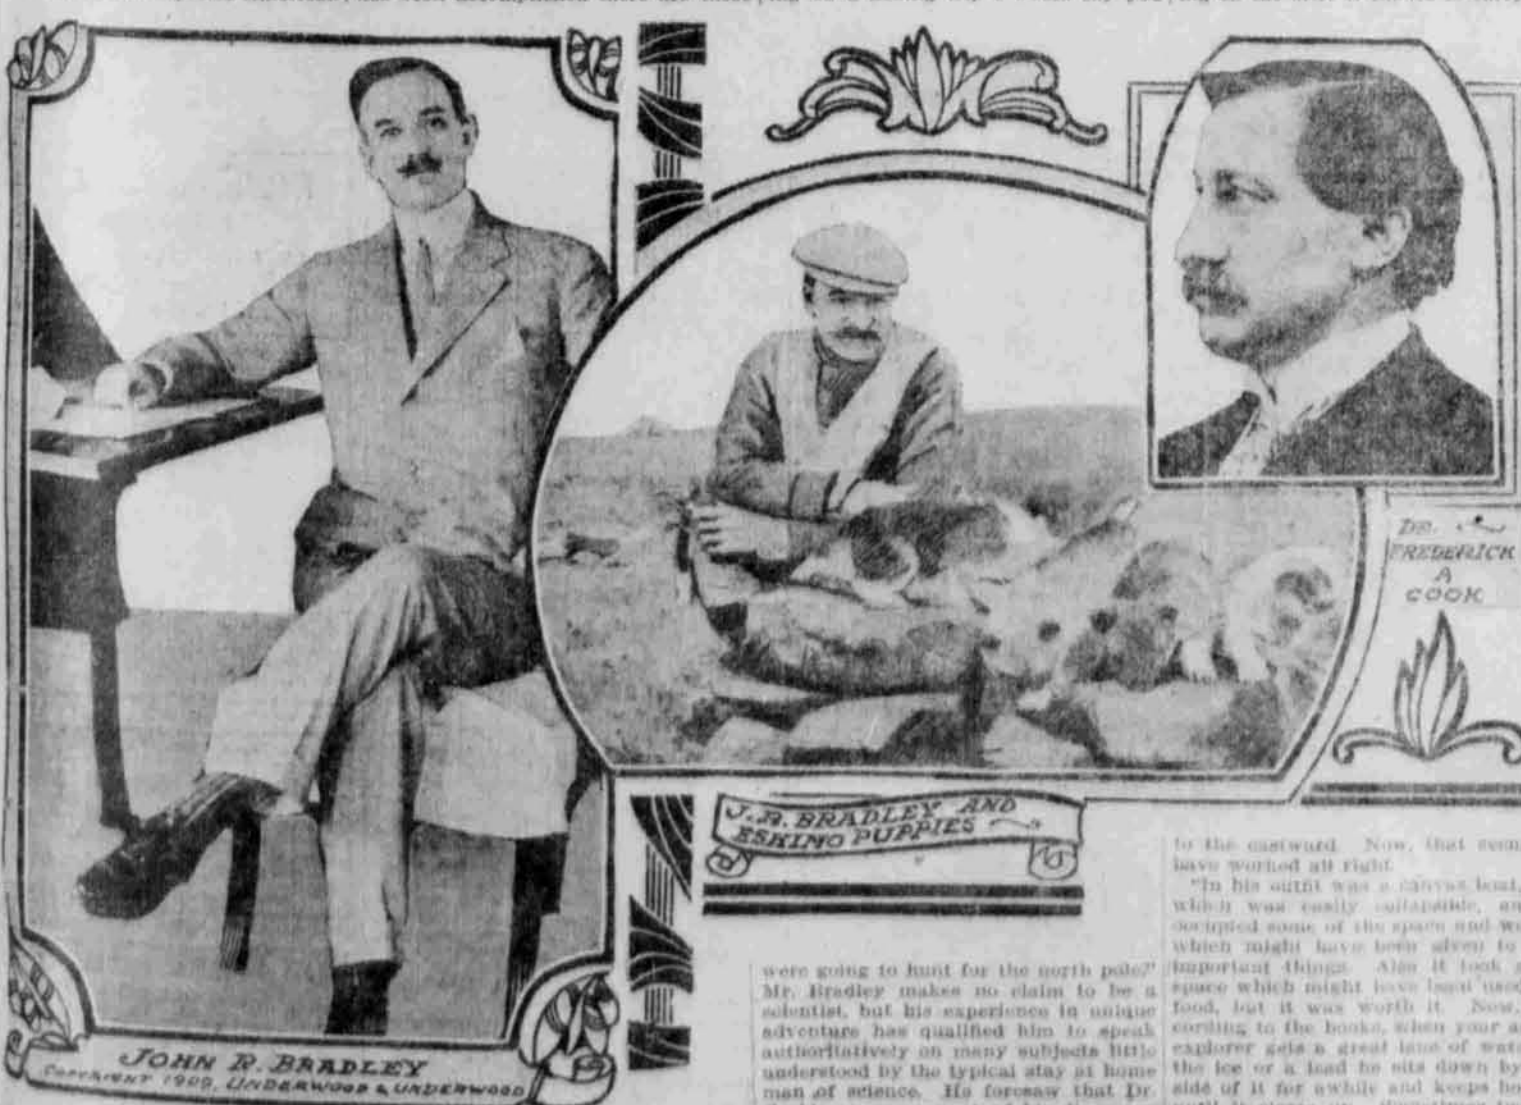 JOHN R. BRADLEY
COPYRIGHT 1909, UNDERWOOD & UNDERWOOD
J. R. BRADLEY AND
ESKIMO PUPPIES
DR.
FREDERICK
A
COOK
were going to hunt for the north pole?"
Mr. Bradley makes no claim to be a
scientist, but his experience in unique
adventure has qualified him to speak
authoritatively on many subjects little
understood by the typical stay at home
man of science. He foresaw that Dr.
to the eastward. Now, that seem
have worked all right.
"In his outfit was a canvas boat,
which was easily collapsible, an
occupied some of the space and we
which might have been given to
important things. Also it took
space which might have been used
food, but it was worth it. Now,
cording to the books, when your a
explorer gets a great lane of wate
the ice or a lead he sits down by
side of it for awhile and keeps ho